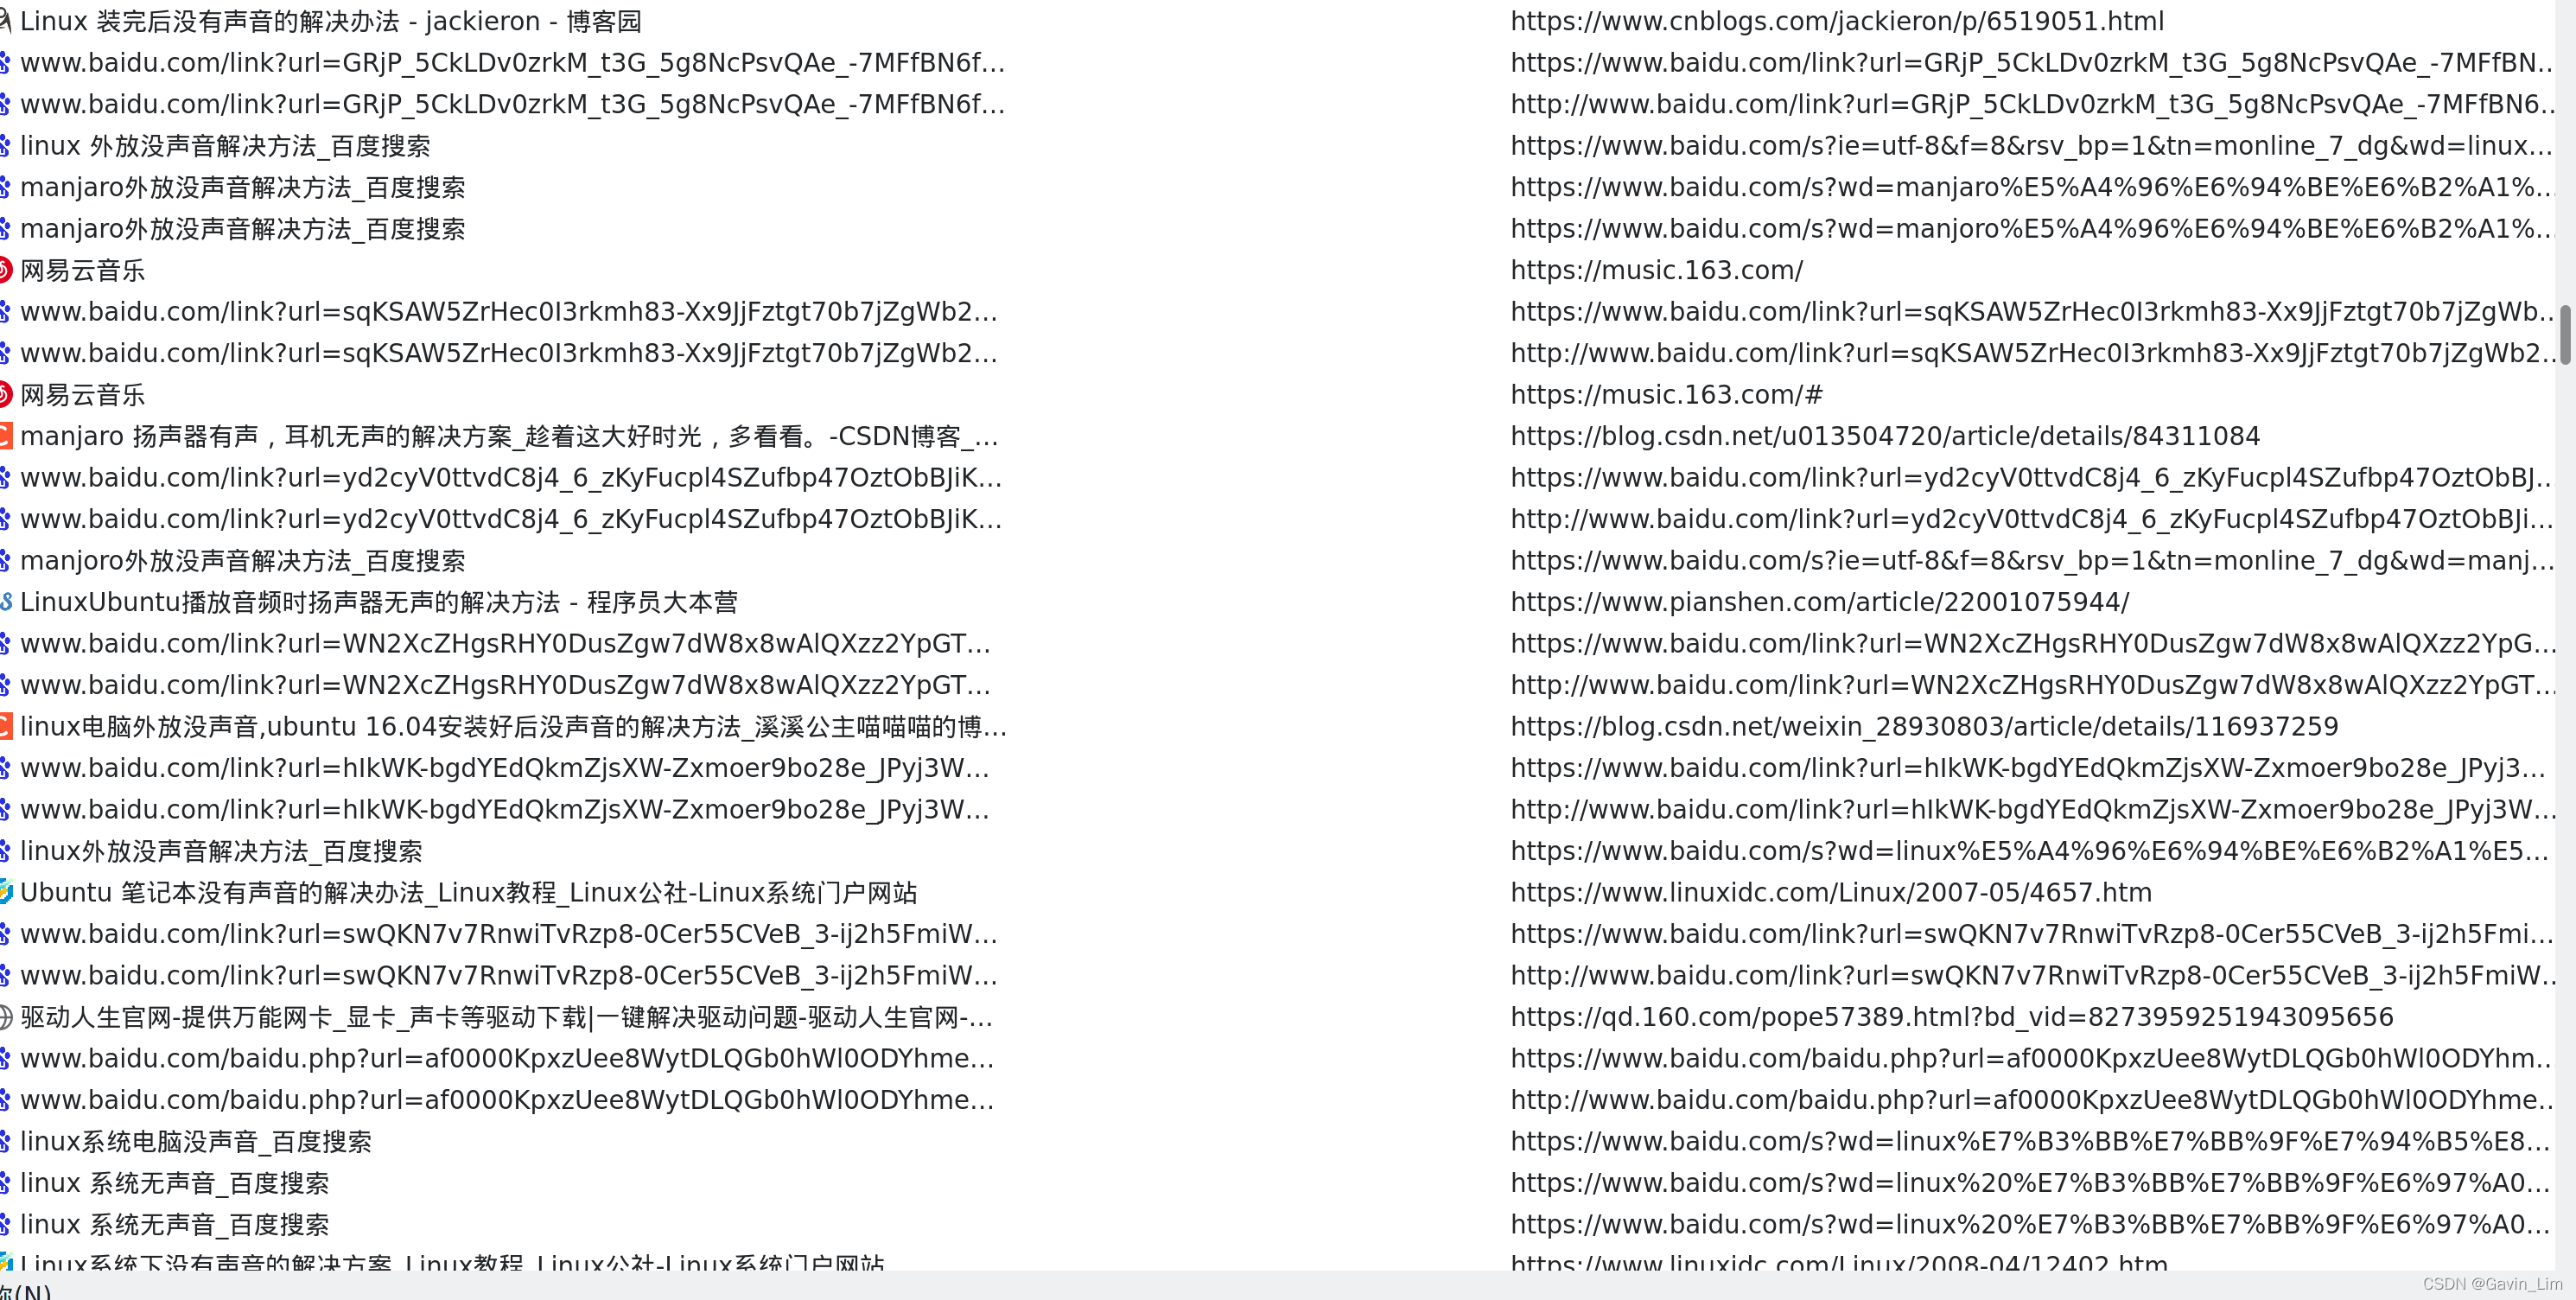 Linux 装完后没有声音的解决办法 - jackieron - 博客园 https://www.cnblogs.com/jackieron/p/6519051.html
www.baidu.com/link?url=GRjP_5CkLDv0zrkM_t3G_5g8NcPsvQAe_-7MFfBN6f... https://www.baidu.com/link?url=GRjP_5CkLDv0zrkM_t3G_5g8NcPsvQAe_-7MFfBN...
www.baidu.com/link?url=GRjP_5CkLDv0zrkM_t3G_5g8NcPsvQAe_-7MFfBN6f... http://www.baidu.com/link?url=GRjP_5CkLDv0zrkM_t3G_5g8NcPsvQAe_-7MFfBN6...
linux 外放没声音解决方法_百度搜索 https://www.baidu.com/s?ie=utf-8&f=8&rsv_bp=1&tn=monline_7_dg&wd=linux...
manjaro外放没声音解决方法_百度搜索 https://www.baidu.com/s?wd=manjaro%E5%A4%96%E6%94%BE%E6%B2%A1%...
manjaro外放没声音解决方法_百度搜索 https://www.baidu.com/s?wd=manjoro%E5%A4%96%E6%94%BE%E6%B2%A1%...
网易云音乐 https://music.163.com/
www.baidu.com/link?url=sqKSAW5ZrHec0I3rkmh83-Xx9JjFztgt70b7jZgWb2... https://www.baidu.com/link?url=sqKSAW5ZrHec0I3rkmh83-Xx9JjFztgt70b7jZgWb...
www.baidu.com/link?url=sqKSAW5ZrHec0I3rkmh83-Xx9JjFztgt70b7jZgWb2... http://www.baidu.com/link?url=sqKSAW5ZrHec0I3rkmh83-Xx9JjFztgt70b7jZgWb2...
网易云音乐 https://music.163.com/#
manjaro 扬声器有声，耳机无声的解决方案_趁着这大好时光，多看看。-CSDN博客_... https://blog.csdn.net/u013504720/article/details/84311084
www.baidu.com/link?url=yd2cyV0ttvdC8j4_6_zKyFucpl4SZufbp47OztObBJiK... https://www.baidu.com/link?url=yd2cyV0ttvdC8j4_6_zKyFucpl4SZufbp47OztObBJ...
www.baidu.com/link?url=yd2cyV0ttvdC8j4_6_zKyFucpl4SZufbp47OztObBJiK... http://www.baidu.com/link?url=yd2cyV0ttvdC8j4_6_zKyFucpl4SZufbp47OztObBJi...
manjoro外放没声音解决方法_百度搜索 https://www.baidu.com/s?ie=utf-8&f=8&rsv_bp=1&tn=monline_7_dg&wd=manj...
LinuxUbuntu播放音频时扬声器无声的解决方法 - 程序员大本营 https://www.pianshen.com/article/22001075944/
www.baidu.com/link?url=WN2XcZHgsRHY0DusZgw7dW8x8wAlQXzz2YpGT... https://www.baidu.com/link?url=WN2XcZHgsRHY0DusZgw7dW8x8wAlQXzz2YpG...
www.baidu.com/link?url=WN2XcZHgsRHY0DusZgw7dW8x8wAlQXzz2YpGT... http://www.baidu.com/link?url=WN2XcZHgsRHY0DusZgw7dW8x8wAlQXzz2YpGT...
linux电脑外放没声音,ubuntu 16.04安装好后没声音的解决方法_溪溪公主喵喵喵的博... https://blog.csdn.net/weixin_28930803/article/details/116937259
www.baidu.com/link?url=hIkWK-bgdYEdQkmZjsXW-Zxmoer9bo28e_JPyj3W... https://www.baidu.com/link?url=hIkWK-bgdYEdQkmZjsXW-Zxmoer9bo28e_JPyj3...
www.baidu.com/link?url=hIkWK-bgdYEdQkmZjsXW-Zxmoer9bo28e_JPyj3W... http://www.baidu.com/link?url=hIkWK-bgdYEdQkmZjsXW-Zxmoer9bo28e_JPyj3W...
linux外放没声音解决方法_百度搜索 https://www.baidu.com/s?wd=linux%E5%A4%96%E6%94%BE%E6%B2%A1%E5...
Ubuntu 笔记本没有声音的解决办法_Linux教程_Linux公社-Linux系统门户网站 https://www.linuxidc.com/Linux/2007-05/4657.htm
www.baidu.com/link?url=swQKN7v7RnwiTvRzp8-0Cer55CVeB_3-ij2h5FmiW... https://www.baidu.com/link?url=swQKN7v7RnwiTvRzp8-0Cer55CVeB_3-ij2h5Fmi...
www.baidu.com/link?url=swQKN7v7RnwiTvRzp8-0Cer55CVeB_3-ij2h5FmiW... http://www.baidu.com/link?url=swQKN7v7RnwiTvRzp8-0Cer55CVeB_3-ij2h5FmiW...
驱动人生官网-提供万能网卡_显卡_声卡等驱动下载|一键解决驱动问题-驱动人生官网-... https://qd.160.com/pope57389.html?bd_vid=8273959251943095656
www.baidu.com/baidu.php?url=af0000KpxzUee8WytDLQGb0hWl0ODYhme... https://www.baidu.com/baidu.php?url=af0000KpxzUee8WytDLQGb0hWl0ODYhm...
www.baidu.com/baidu.php?url=af0000KpxzUee8WytDLQGb0hWl0ODYhme... http://www.baidu.com/baidu.php?url=af0000KpxzUee8WytDLQGb0hWl0ODYhme...
linux系统电脑没声音_百度搜索 https://www.baidu.com/s?wd=linux%E7%B3%BB%E7%BB%9F%E7%94%B5%E8...
linux 系统无声音_百度搜索 https://www.baidu.com/s?wd=linux%20%E7%B3%BB%E7%BB%9F%E6%97%A0...
linux 系统无声音_百度搜索 https://www.baidu.com/s?wd=linux%20%E7%B3%BB%E7%BB%9F%E6%97%A0...
Linux系统下没有声音的解决方案_Linux教程_Linux公社-Linux系统门户网站 https://www.linuxidc.com/Linux/2008-04/12402.htm
称(N)
CSDN @Gavin_Lim